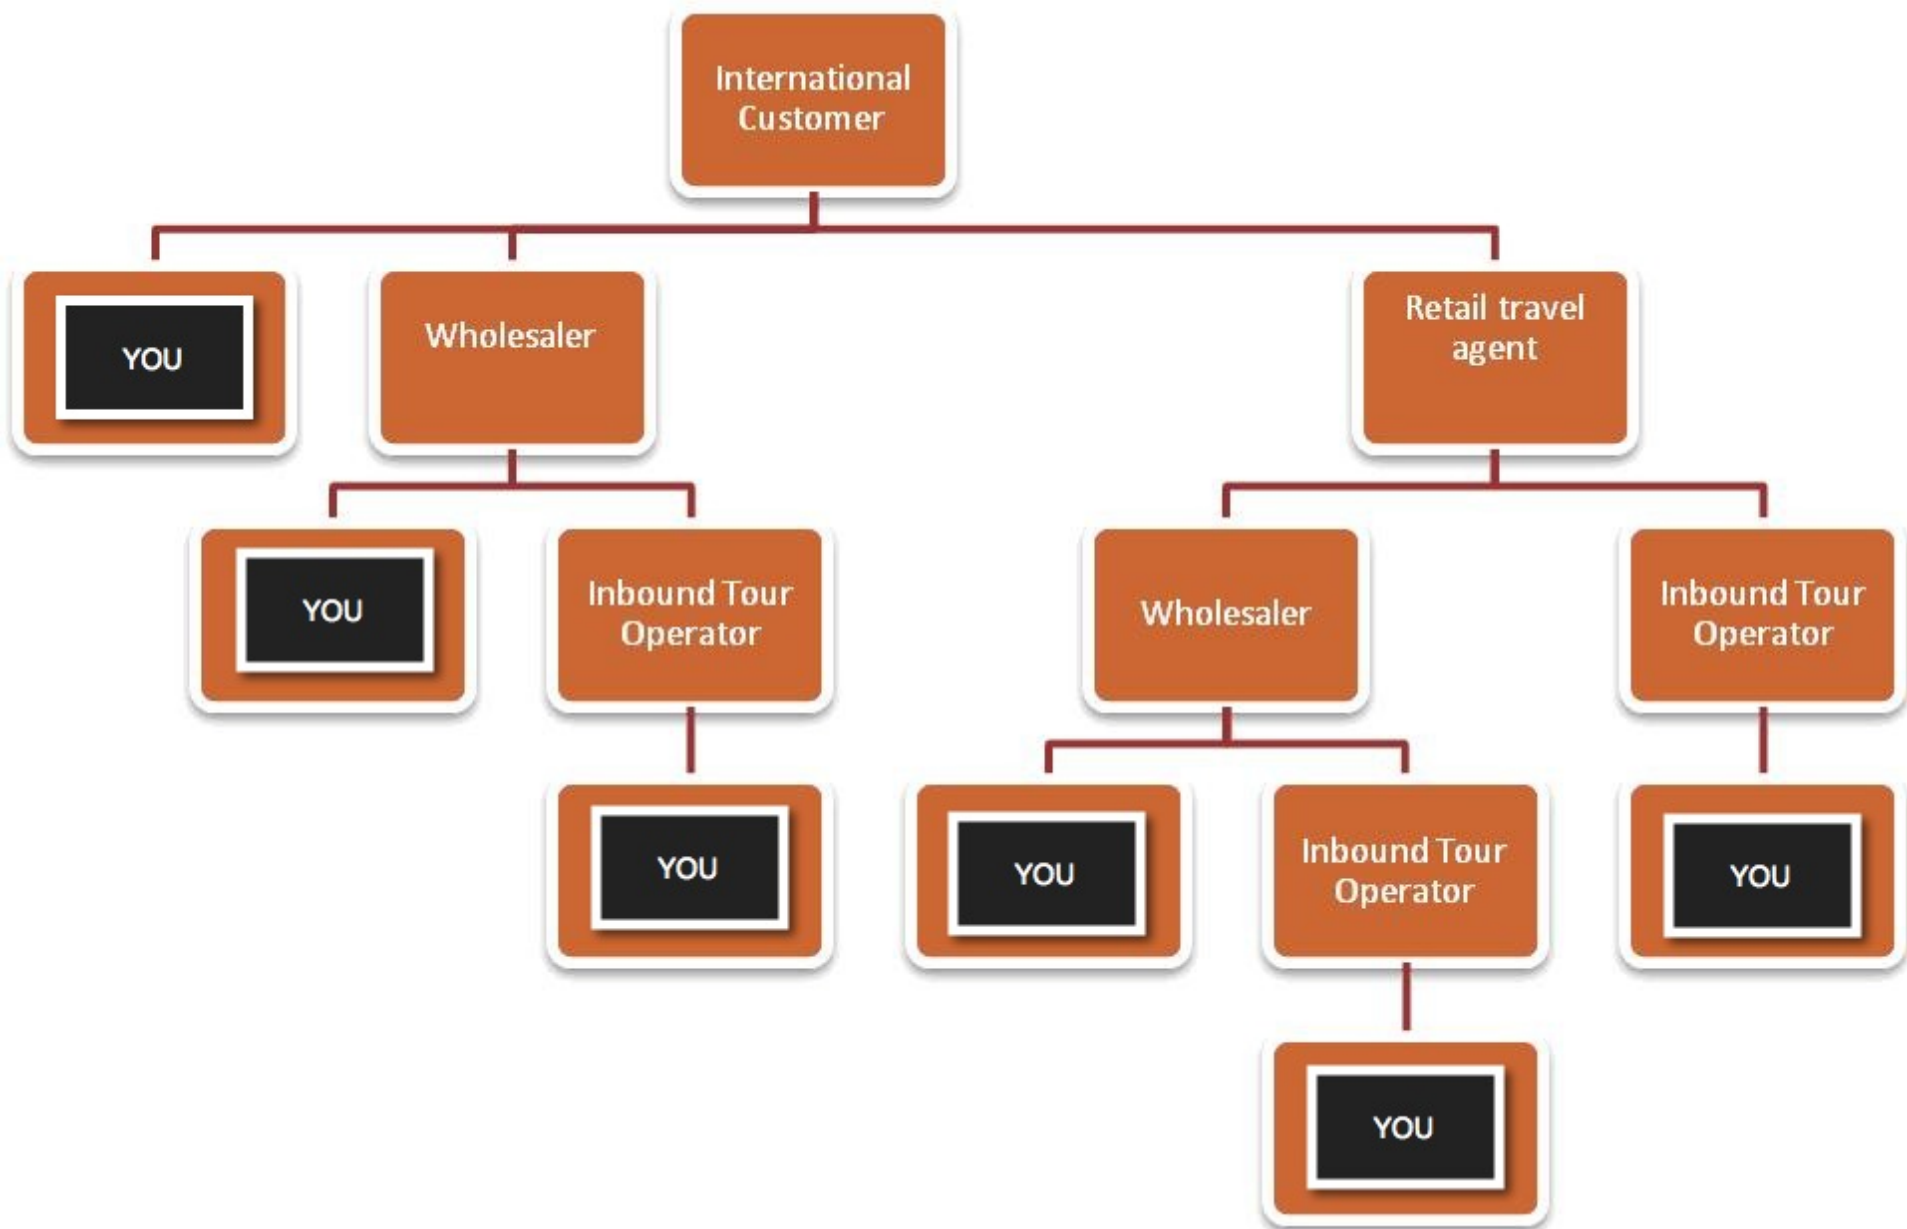 International
Customer
YOU
Wholesaler
Retail travel
agent
YOU
Inbound Tour
Operator
Wholesaler
Inbound Tour
Operator
YOU
YOU
Inbound Tour
Operator
YOU
YOU